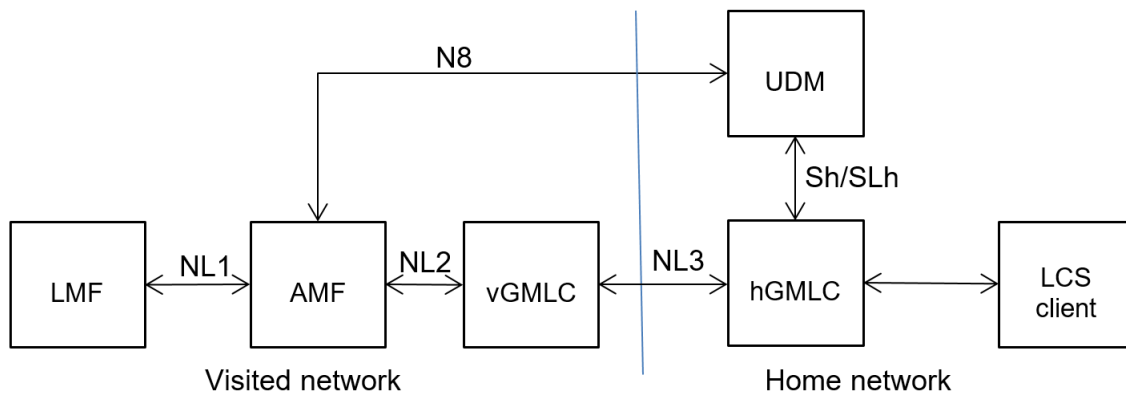 N8
UDM
Sh/SLh
LMF
NL1
AMF
NL2
vGMLC
NL3
hGMLC
LCS
client
Visited network
Home network